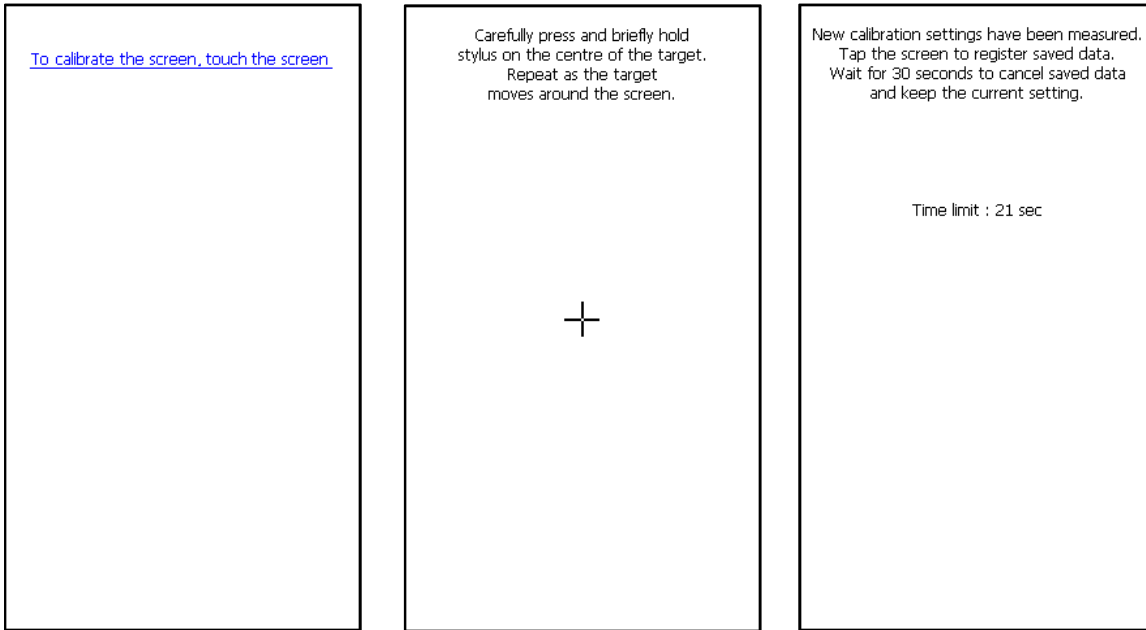 To calibrate the screen, touch the screen
Carefully press and briefly hold
stylus on the centre of the target.
Repeat as the target
moves around the screen.
New calibration settings have been measured.
Tap the screen to register saved data.
Wait for 30 seconds to cancel saved data
and keep the current setting.
Time limit : 21 sec